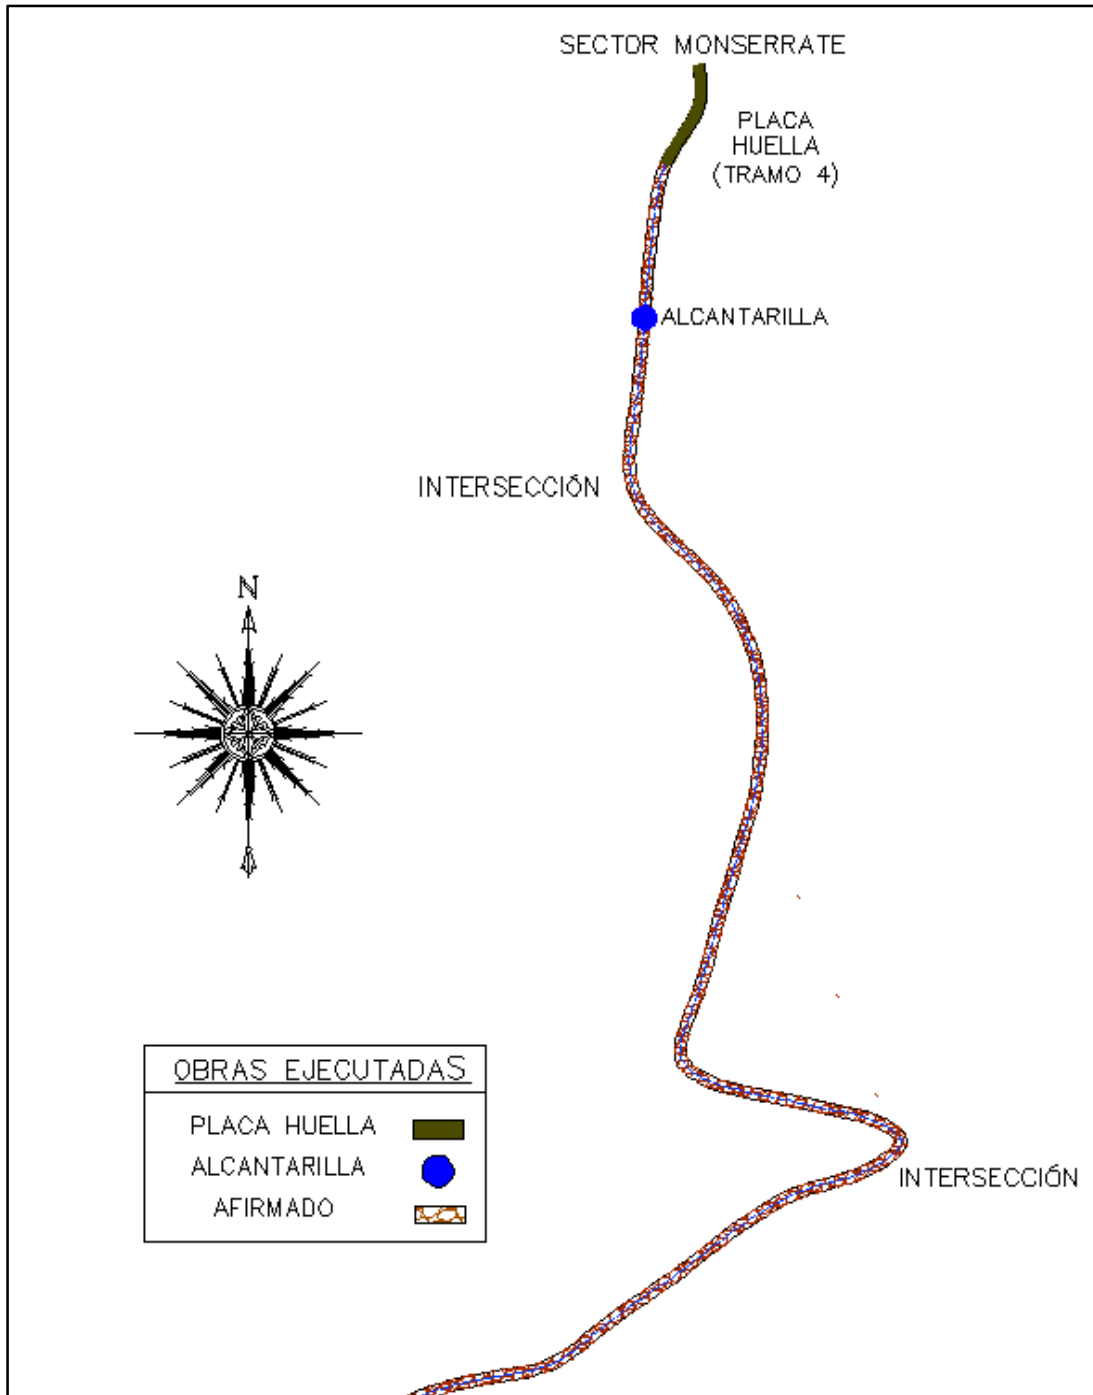 SECTOR MONSERRATE
PLACA
HUELLA
(TRAMO 4)
ALCANTARILLA
INTERSECCIÓN
N
OBRAS EJECUTADAS
PLACA HUELLA
ALCANTARILLA
AFIRMADO
INTERSECCIÓN